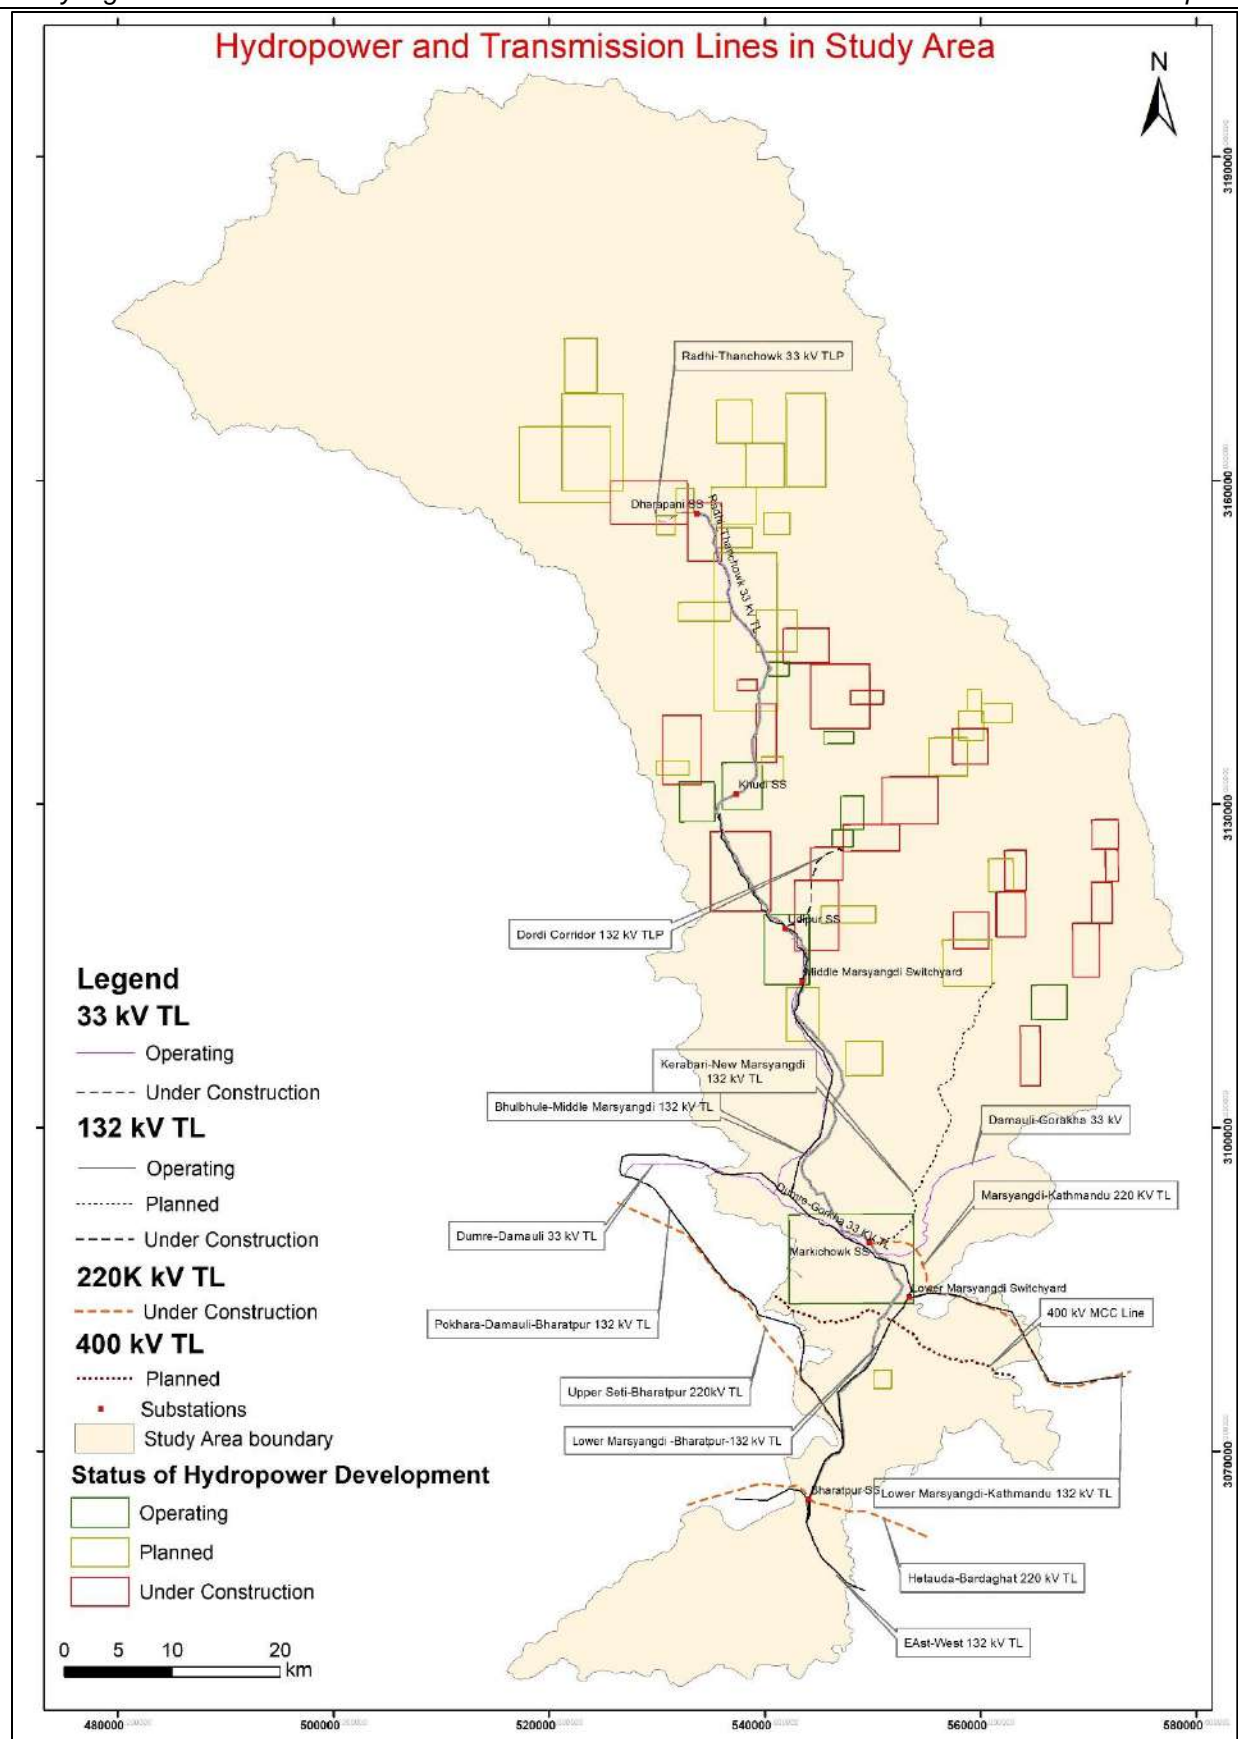 Hydropower and Transmission Lines in Study Area
N
Radhi-Thanchowk 33 kV TLP
Dharapani SS
Radhi-Thanchowk 33 kV TL
Khudi SS
Dordi Corridor 132 kV TLP
Udipur SS
Middle Marsyangdi Switchyard
Kerabari-New Marsyangdi
132 kV TL
Bhulbhule-Middle Marsyangdi 132 kV TL
Damauli-Gorakha 33 kV
Marsyangdi-Kathmandu 220 KV TL
Dumre-Gorkha 33 KV TL
Dumre-Damauli 33 kV TL
Markichowk SS
Lower Marsyangdi Switchyard
400 kV MCC Line
Pokhara-Damauli-Bharatpur 132 kV TL
Upper Seti-Bharatpur 220kV TL
Lower Marsyangdi -Bharatpur-132 kV TL
Bharatpur SS
Lower Marsyangdi-Kathmandu 132 kV TL
Hetauda-Bardaghat 220 kV TL
EAst-West 132 kV TL
Legend
33 kV TL
Operating
Under Construction
132 kV TL
Operating
Planned
Under Construction
220K kV TL
Under Construction
400 kV TL
Planned
Substations
Study Area boundary
Status of Hydropower Development
Operating
Planned
Under Construction
0 5 10 20
km
3190000
3160000
3130000
3100000
3070000
480000 500000 520000 540000 560000 580000